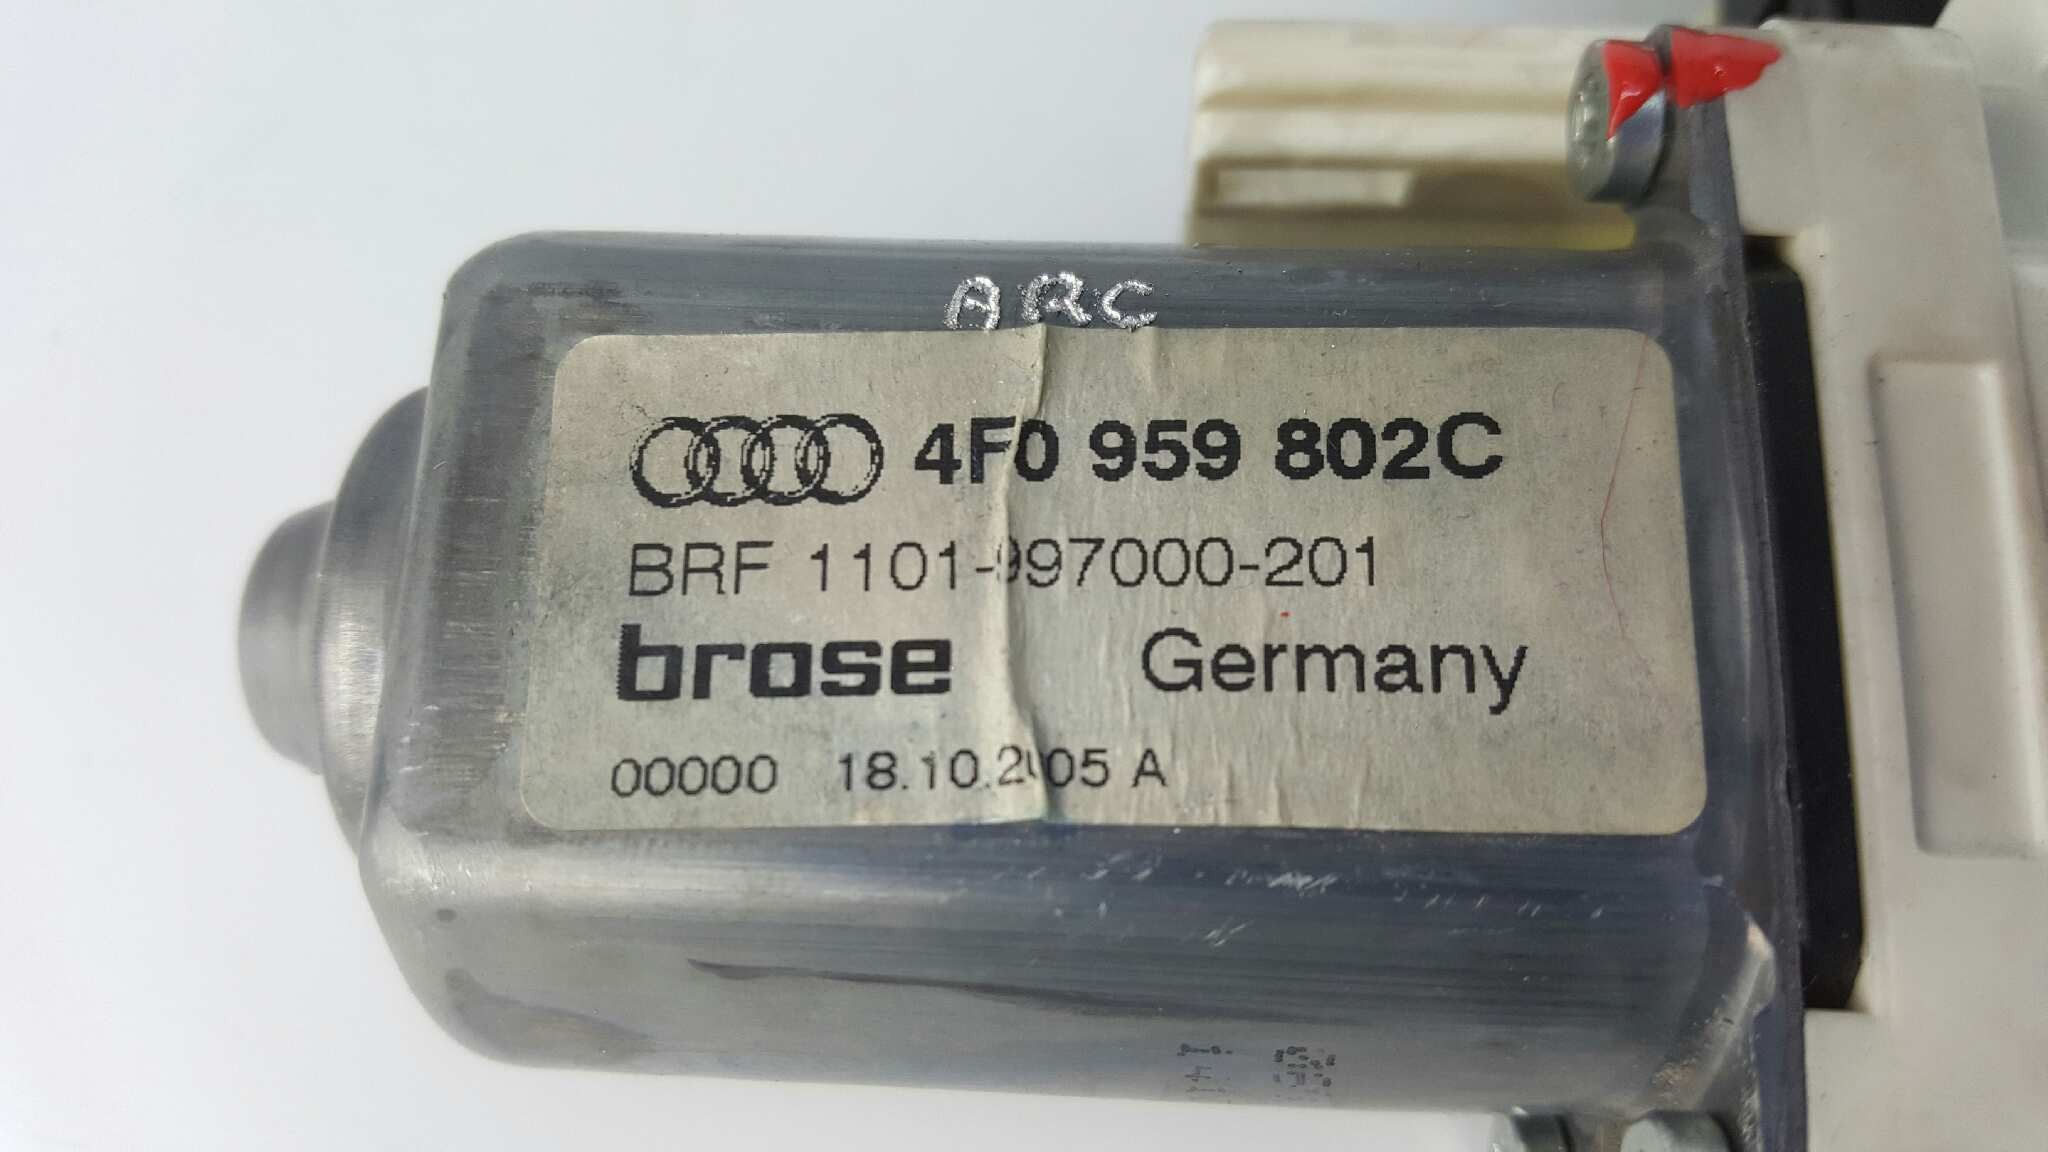 ARC
4F0 959 802C
BRF 1101-997000-201
brose Germany
00000 18.10.2005 A